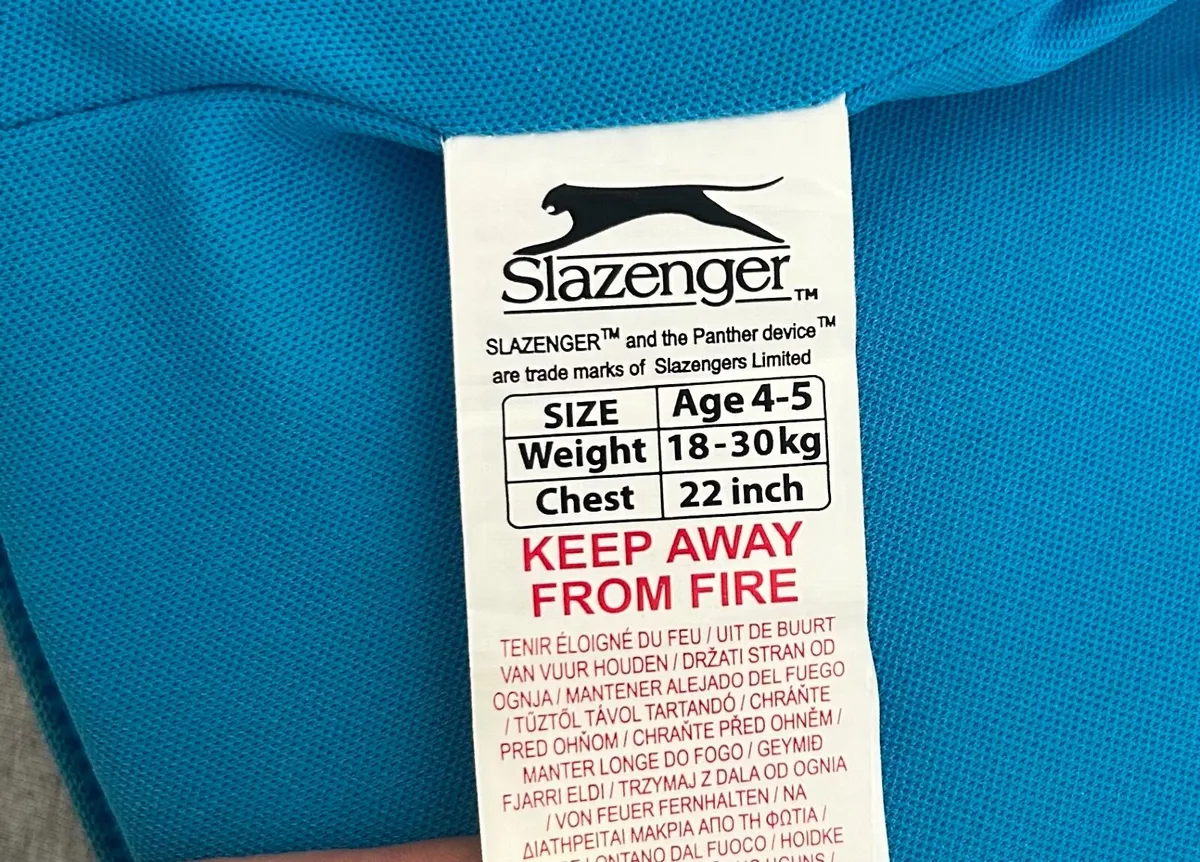 Slazenger™
SLAZENGER™ and the Panther device™
are trade marks of Slazengers Limited
SIZE Age 4-5
Weight 18-30kg
Chest 22 inch
KEEP AWAY
FROM FIRE
TENIR ÉLOIGNÉ DU FEU / UIT DE BUURT
VAN VUUR HOUDEN / DRŽATI STRAN OD
OGNJA / MANTENER ALEJADO DEL FUEGO
/ TŰZTŐL TÁVOL TARTANDÓ / CHRÁŇTE
PRED OHŇOM / CHRAŇTE PŘED OHNĚM /
MANTER LONGE DO FOGO / GEYMIÐ
FJARRI ELDI / TRZYMAJ Z DALA OD OGNIA
/ VON FEUER FERNHALTEN / NA
ΔΙΑΤΗΡΕΙΤΑΙ ΜΑΚΡΙΑ ΑΠΟ ΤΗ ΦΩΤΙΑ /
LONTANO DAL FUOCO / HOIDKE